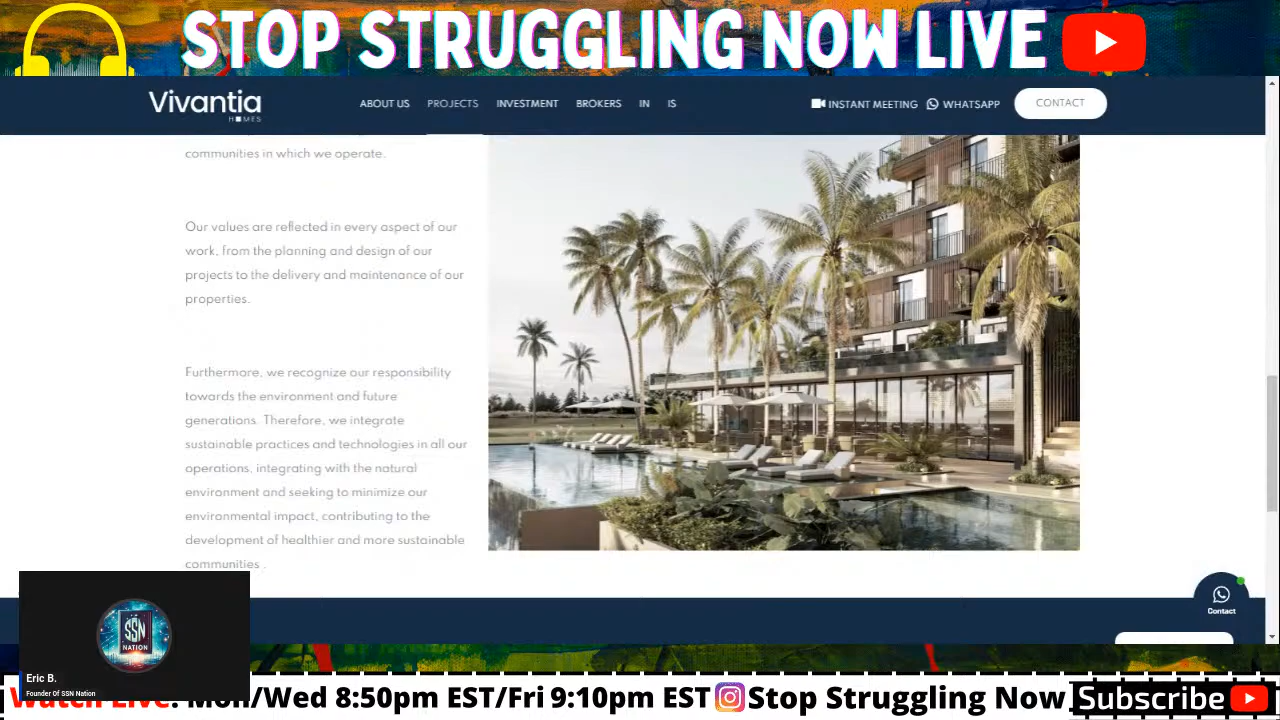 STOP STRUGGLING NOW LIVE
Vivantia
HOMES
ABOUT US PROJECTS INVESTMENT BROKERS IN IS
INSTANT MEETING WHATSAPP CONTACT
communities in which we operate.
Our values are reflected in every aspect of our
work, from the planning and design of our
projects to the delivery and maintenance of our
properties.
Furthermore, we recognize our responsibility
towards the environment and future
generations. Therefore, we integrate
sustainable practices and technologies in all our
operations, integrating with the natural
environment and seeking to minimize our
environmental impact, contributing to the
development of healthier and more sustainable
communities .
Contact
SSN
NATION
Eric B.
Founder Of SSN Nation
Watch Live: Mon/Wed 8:50pm EST/Fri 9:10pm EST Stop Struggling Now
Subscribe